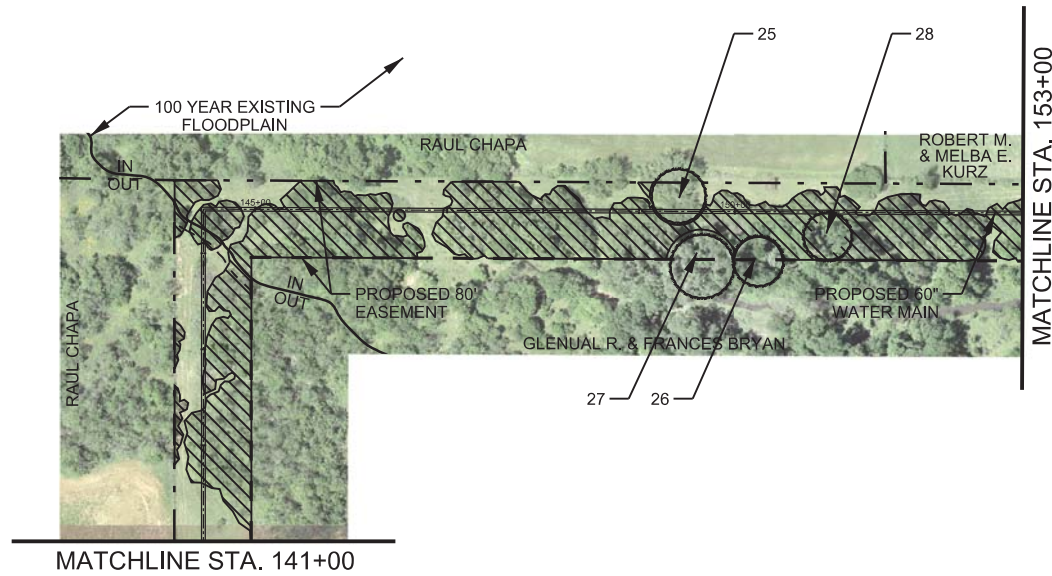 25
28
100 YEAR EXISTING
FLOODPLAIN
RAUL CHAPA
ROBERT M.
& MELBA E.
KURZ
IN
OUT
145+00
150+00
IN
OUT
PROPOSED 80'
EASEMENT
PROPOSED 60"
WATER MAIN
RAUL CHAPA
GLENUAL R. & FRANCES BRYAN
27
26
MATCHLINE STA. 153+00
MATCHLINE STA. 141+00